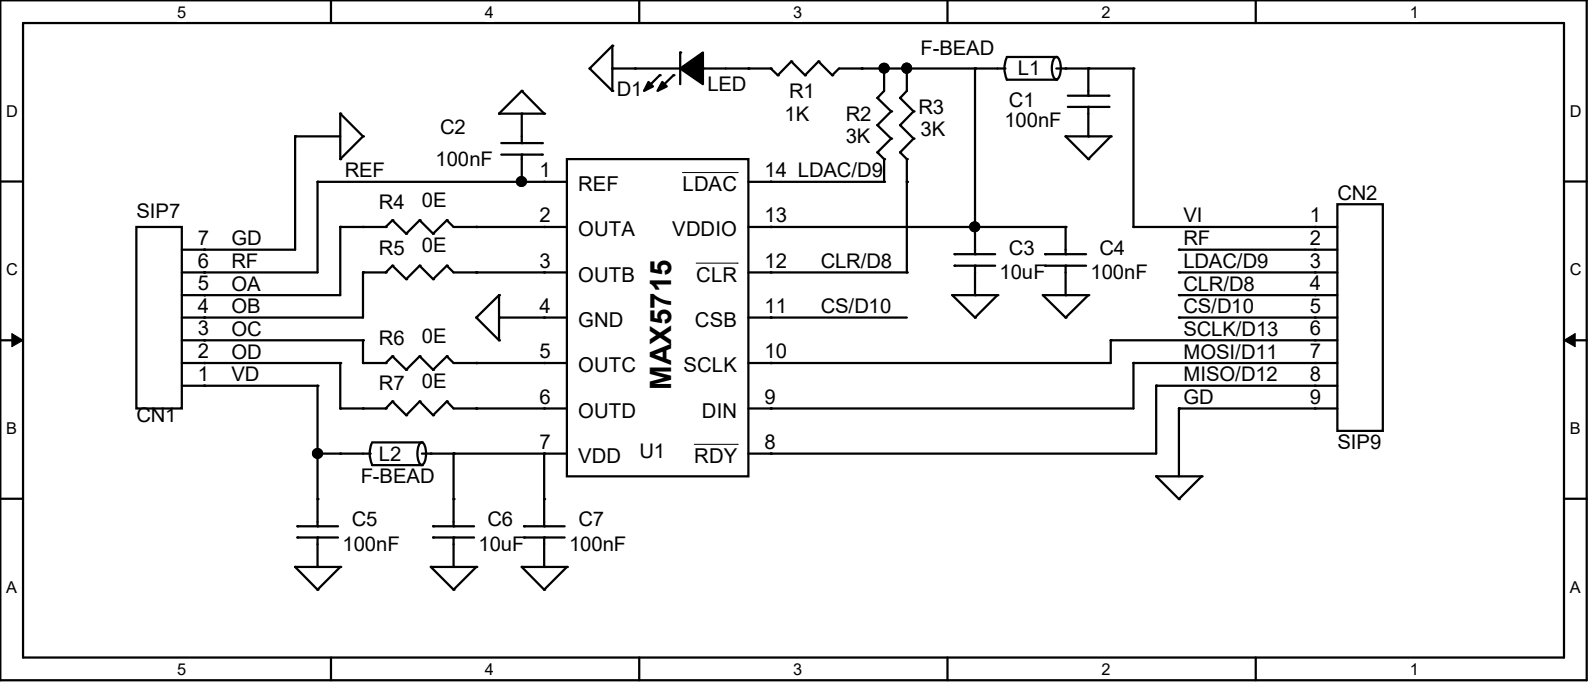 5 4 3 2 1
F-BEAD
L1
D1 LED
R1
1K
R2
3K
R3
3K
C1
100nF
D D
C2
100nF
REF
1 REF
LDAC 14 LDAC/D9
SIP7
R4 0E
2 OUTA
VDDIO 13
CN2
7 GD
R5 0E
VI 1
6 RF
3 OUTB
CLR 12 CLR/D8
C3
10uF
C4
100nF
RF 2
C C
5 OA
LDAC/D9 3
4 OB
4 GND
MAX5715
CSB 11 CS/D10
CLR/D8 4
3 OC
CS/D10 5
2 OD
R6 0E
5 OUTC
SCLK 10
SCLK/D13 6
1 VD
R7 0E
MOSI/D11 7
MISO/D12 8
6 OUTD
DIN 9
GD 9
CN1
B B
7 VDD
U1
RDY 8
SIP9
L2
F-BEAD
C5
100nF
C6
10uF
C7
100nF
A A
5 4 3 2 1